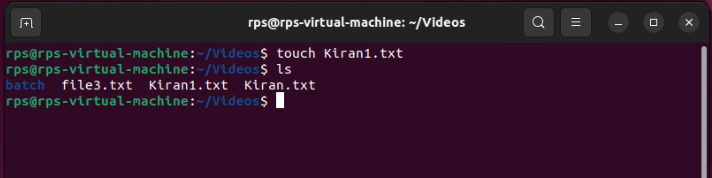 rps@rps-virtual-machine: ~/Videos
rps@rps-virtual-machine:~/Videos$ touch Kiran1.txt
rps@rps-virtual-machine:~/Videos$ ls
batch  file3.txt  Kiran1.txt  Kiran.txt
rps@rps-virtual-machine:~/Videos$